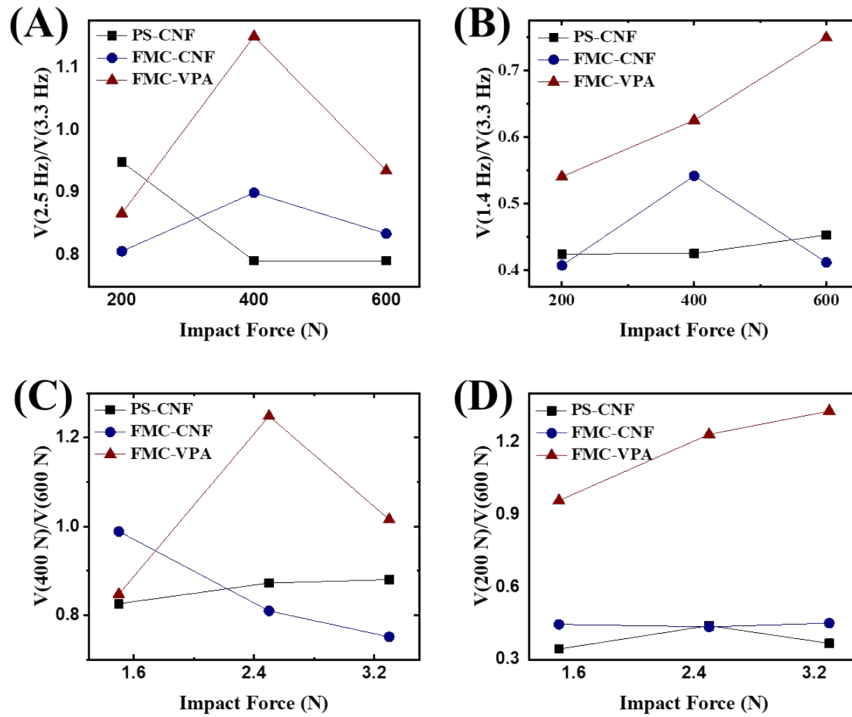 (A)
PS-CNF
FMC-CNF
FMC-VPA
V(2.5 Hz)/V(3.3 Hz)
1.1
1.0
0.9
0.8
200
400
600
Impact Force (N)
(B)
PS-CNF
FMC-CNF
FMC-VPA
V(1.4 Hz)/V(3.3 Hz)
0.7
0.6
0.5
0.4
200
400
600
Impact Force (N)
(C)
PS-CNF
FMC-CNF
FMC-VPA
V(400 N)/V(600 N)
1.2
1.0
0.8
1.6
2.4
3.2
Impact Force (N)
(D)
PS-CNF
FMC-CNF
FMC-VPA
V(200 N)/V(600 N)
1.2
0.9
0.6
0.3
1.6
2.4
3.2
Impact Force (N)